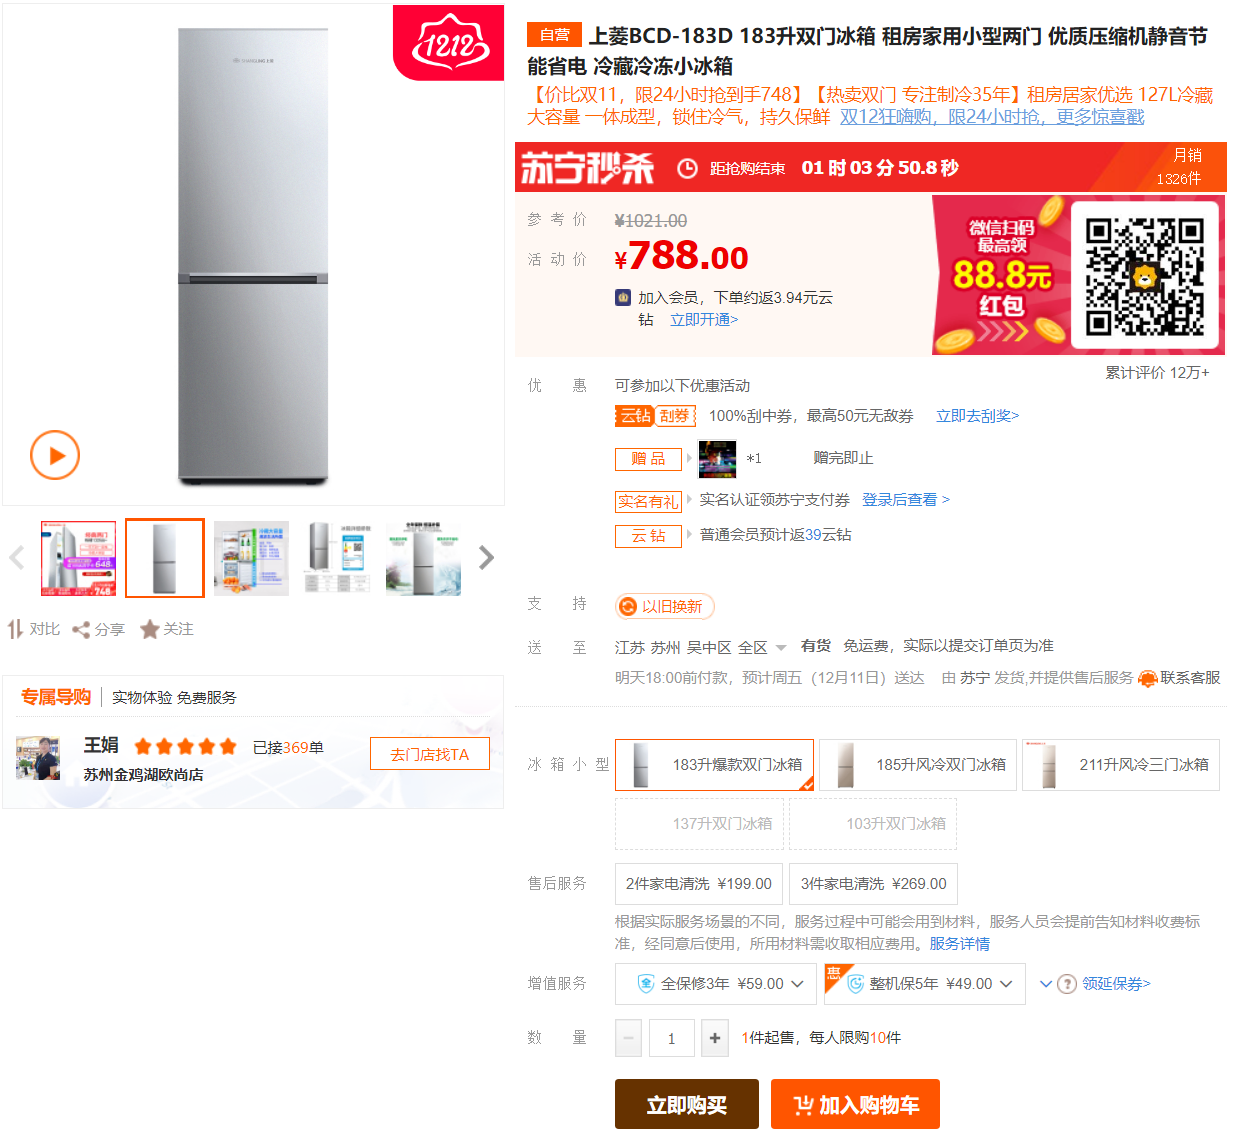 1212
自营 上菱BCD-183D 183升双门冰箱 租房家用小型两门 优质压缩机静音节
能省电 冷藏冷冻小冰箱
【价比双11，限24小时抢到手748】【热卖双门 专注制冷35年】租房居家优选 127L冷藏
大容量 一体成型，锁住冷气，持久保鲜 双12狂嗨购，限24小时抢，更多惊喜戳
苏宁秒杀 距抢购结束 01 时 03 分 50.8 秒
月销
1326件
参考价 ¥1021.00
活动价 ¥788.00
加入会员，下单约返3.94元云
钻 立即开通>
微信扫码
最高领
88.8元
红包
累计评价 12万+
优惠 可参加以下优惠活动
云钻 刮券 100%刮中券，最高50元无敌券 立即去刮奖>
赠品 *1 赠完即止
实名有礼 实名认证领苏宁支付券 登录后查看 >
云钻 普通会员预计返39云钻
支持 以旧换新
送至 江苏 苏州 吴中区 全区 有货 免运费，实际以提交订单页为准
明天18:00前付款，预计周五（12月11日）送达 由 苏宁 发货,并提供售后服务 联系客服
对比 分享 关注
专属导购 实物体验 免费服务
王娟 已接369单
苏州金鸡湖欧尚店
去门店找TA
冰箱小型 183升爆款双门冰箱 185升风冷双门冰箱 211升风冷三门冰箱
137升双门冰箱 103升双门冰箱
售后服务 2件家电清洗 ¥199.00 3件家电清洗 ¥269.00
根据实际服务场景的不同，服务过程中可能会用到材料，服务人员会提前告知材料收费标
准，经同意后使用，所用材料需收取相应费用。服务详情
增值服务 全 全保修3年 ¥59.00 惠 整机保5年 ¥49.00 ? 领延保券>
数量 − 1 + 1件起售，每人限购10件
立即购买 加入购物车